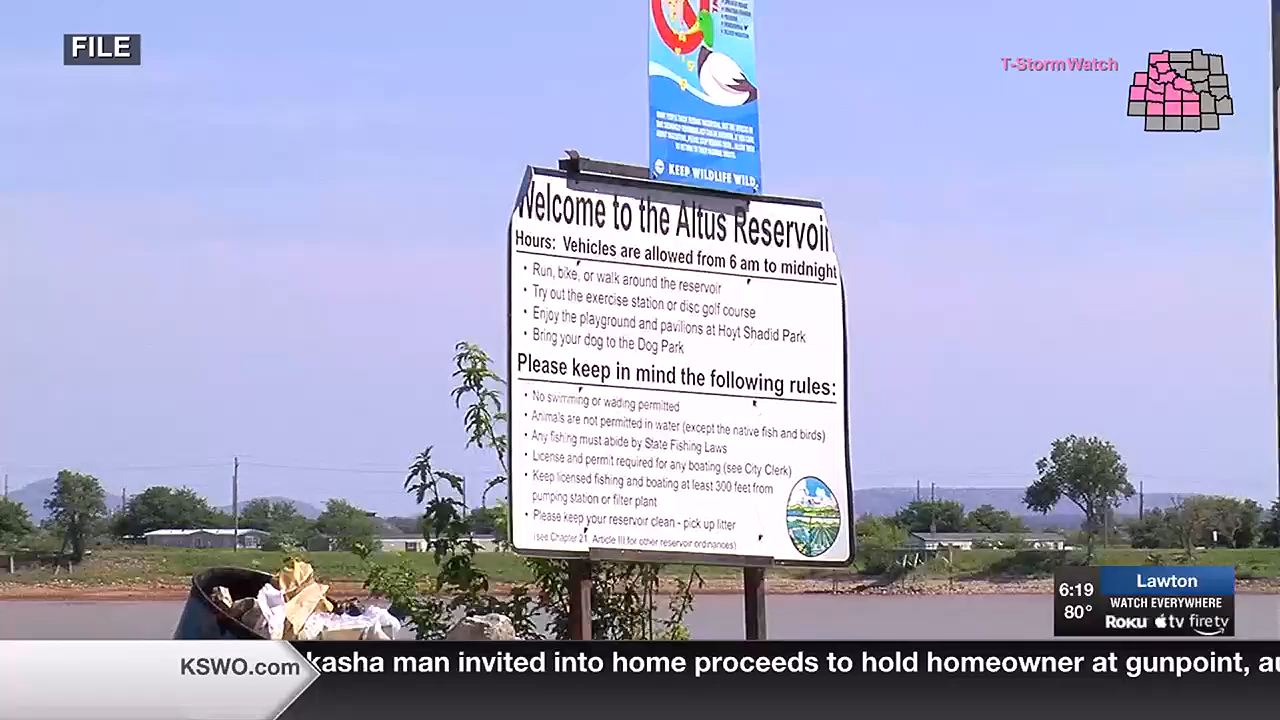 FILE
T-Storm Watch
KEEP WILDLIFE WILD
Welcome to the Altus Reservoir
Hours: Vehicles are allowed from 6 am to midnight
• Run, bike, or walk around the reservoir
• Try out the exercise station or disc golf course
• Enjoy the playground and pavilions at Hoyt Shadid Park
• Bring your dog to the Dog Park
Please keep in mind the following rules:
• No swimming or wading permitted
• Animals are not permitted in water (except the native fish and birds)
• Any fishing must abide by State Fishing Laws
• License and permit required for any boating (see City Clerk)
• Keep licensed fishing and boating at least 300 feet from
pumping station or filter plant
• Please keep your reservoir clean - pick up litter
(see Chapter 21, Article III for other reservoir ordinances)
6:19
80°
Lawton
WATCH EVERYWHERE
Roku tv firetv
KSWO.com
kasha man invited into home proceeds to hold homeowner at gunpoint, au